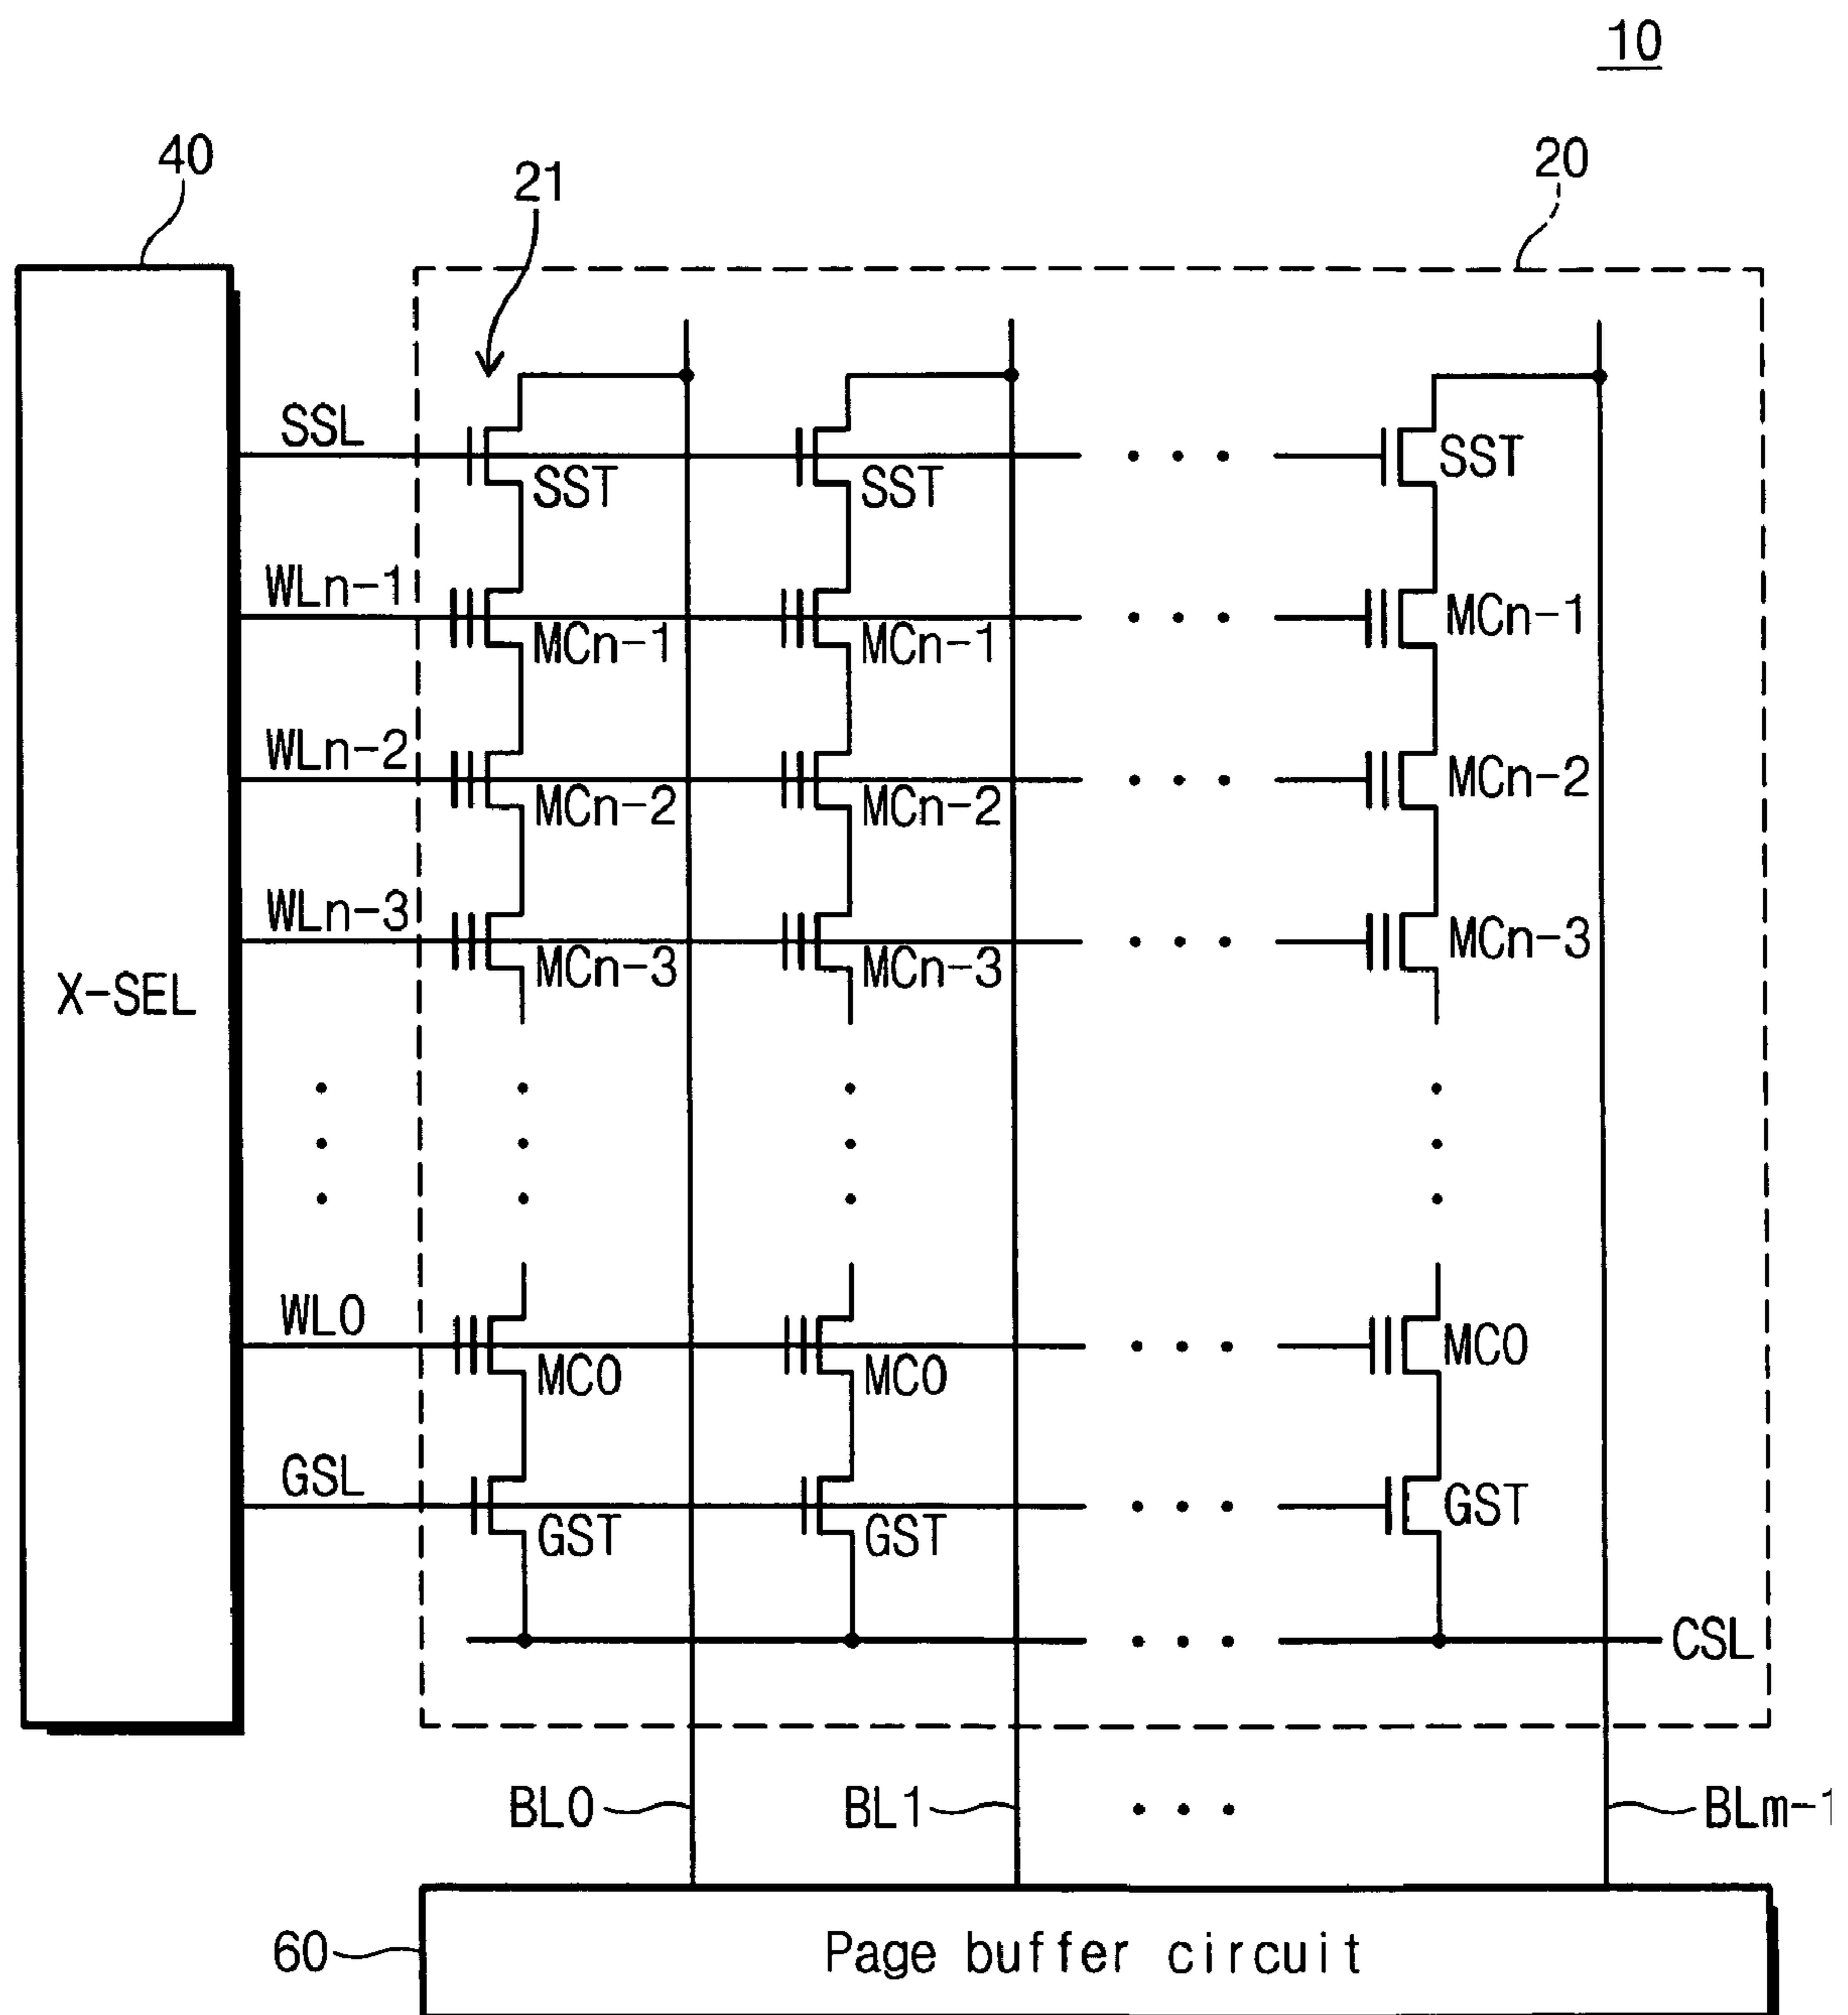 10
40
21
20
SSL
SST SST SST
WLn-1
MCn-1 MCn-1 MCn-1
WLn-2
MCn-2 MCn-2 MCn-2
WLn-3
MCn-3 MCn-3 MCn-3
X-SEL
WL0
MC0 MC0 MC0
GSL
GST GST GST
CSL
BL0 BL1 BLm-1
60
Page buffer circuit